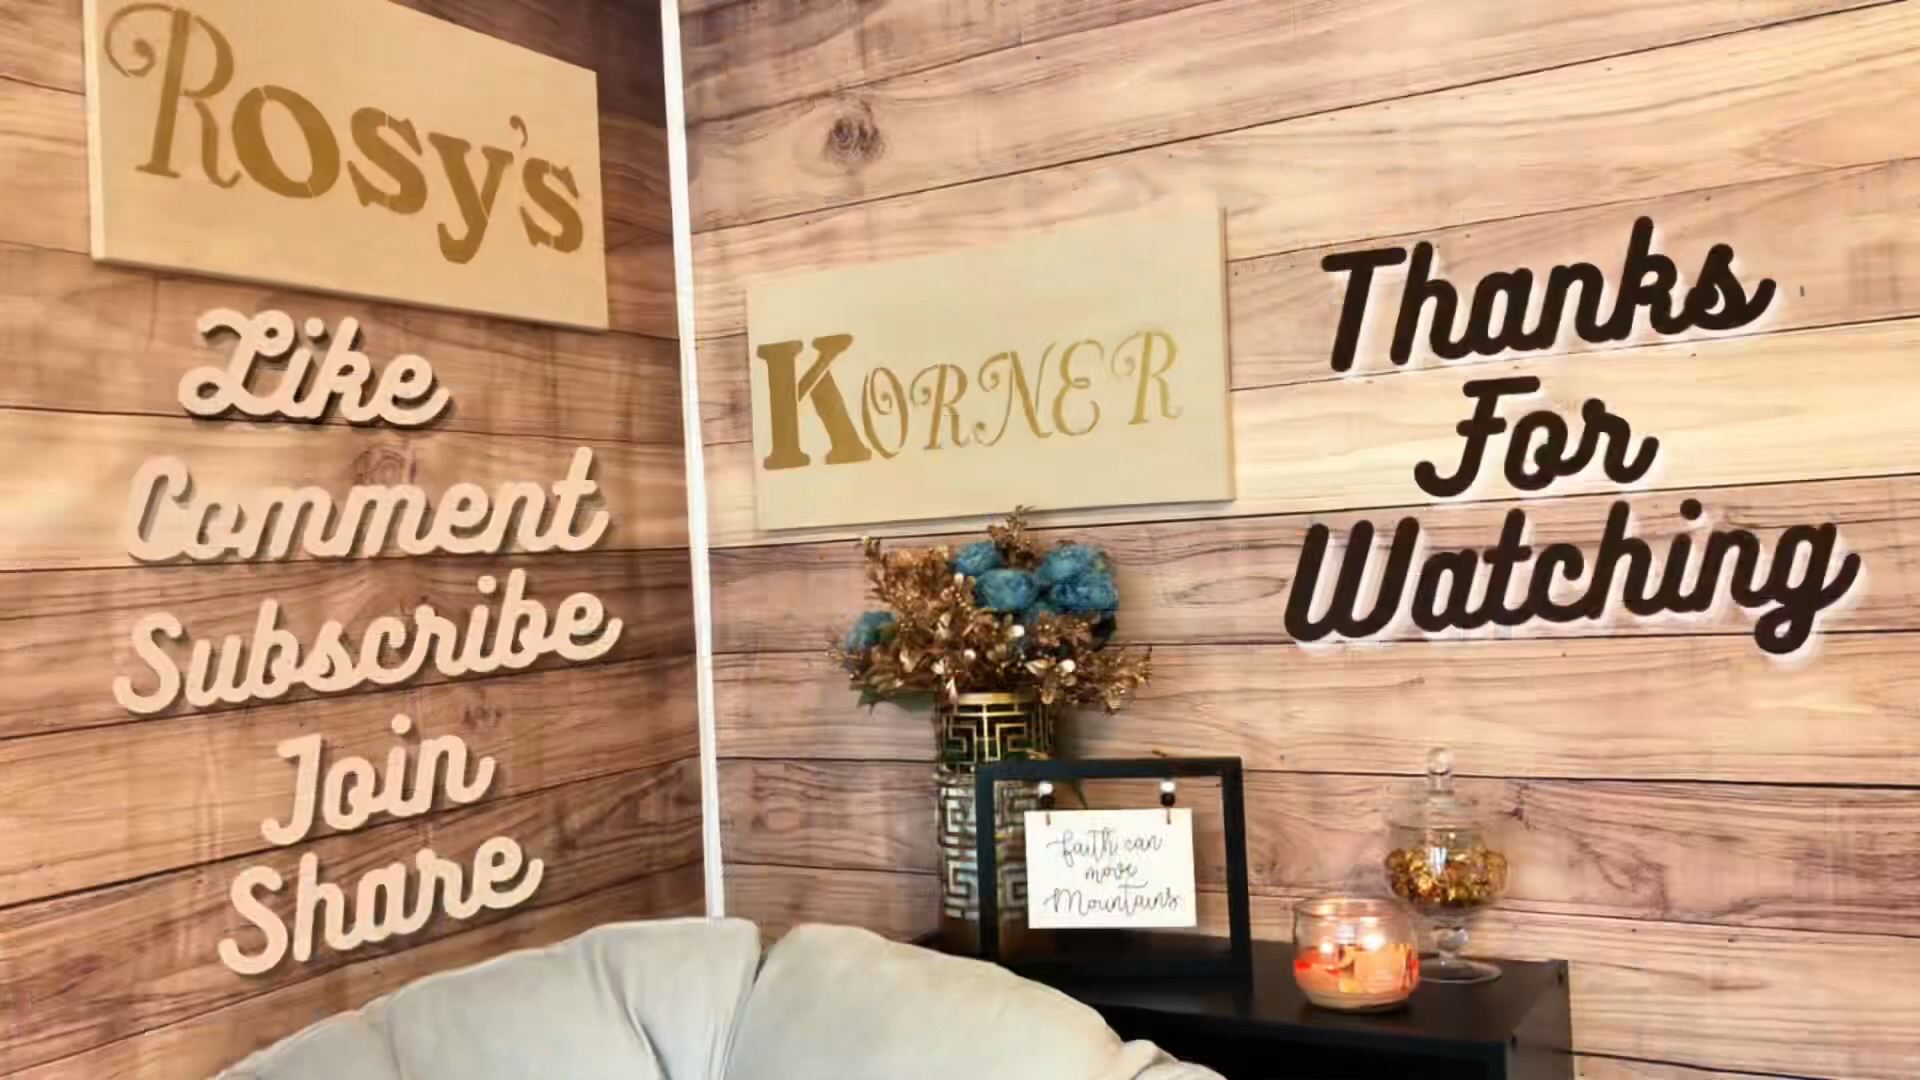 Rosy's
Like
Comment
Subscribe
Join
Share
KORNER
faith can
move
Mountains
Thanks
For
Watching